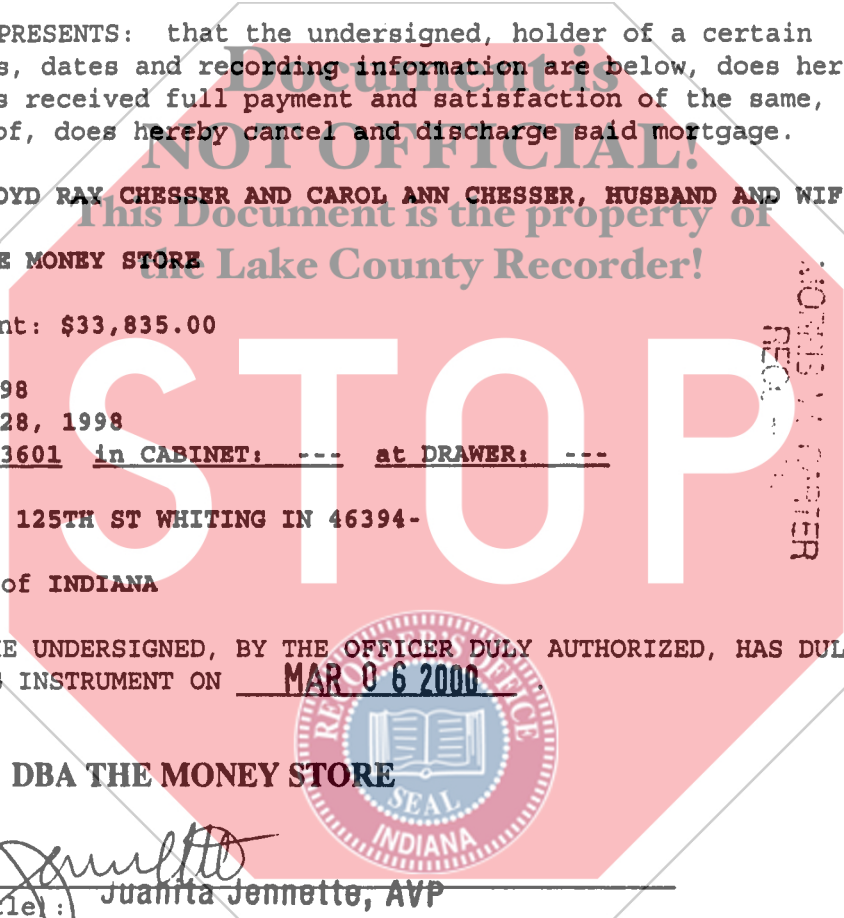 PRESENTS: that the undersigned, holder of a certain
s, dates and recording information are below, does her
s received full payment and satisfaction of the same,
of, does hereby cancel and discharge said mortgage.
Document is
NOT OFFICIAL!
This Document is the property of
the Lake County Recorder!
OYD RAY CHESSER AND CAROL ANN CHESSER, HUSBAND AND WIF
E MONEY STORE
nt: $33,835.00
98
28, 1998
3601 in CABINET: --- at DRAWER: ---
STOP
125TH ST WHITING IN 46394-
of INDIANA
E UNDERSIGNED, BY THE OFFICER DULY AUTHORIZED, HAS DUL
G INSTRUMENT ON MAR 06 2000 .
RECORDER'S OFFICE
SEAL
INDIANA
DBA THE MONEY STORE
Juanita Jennette, AVP
tle):